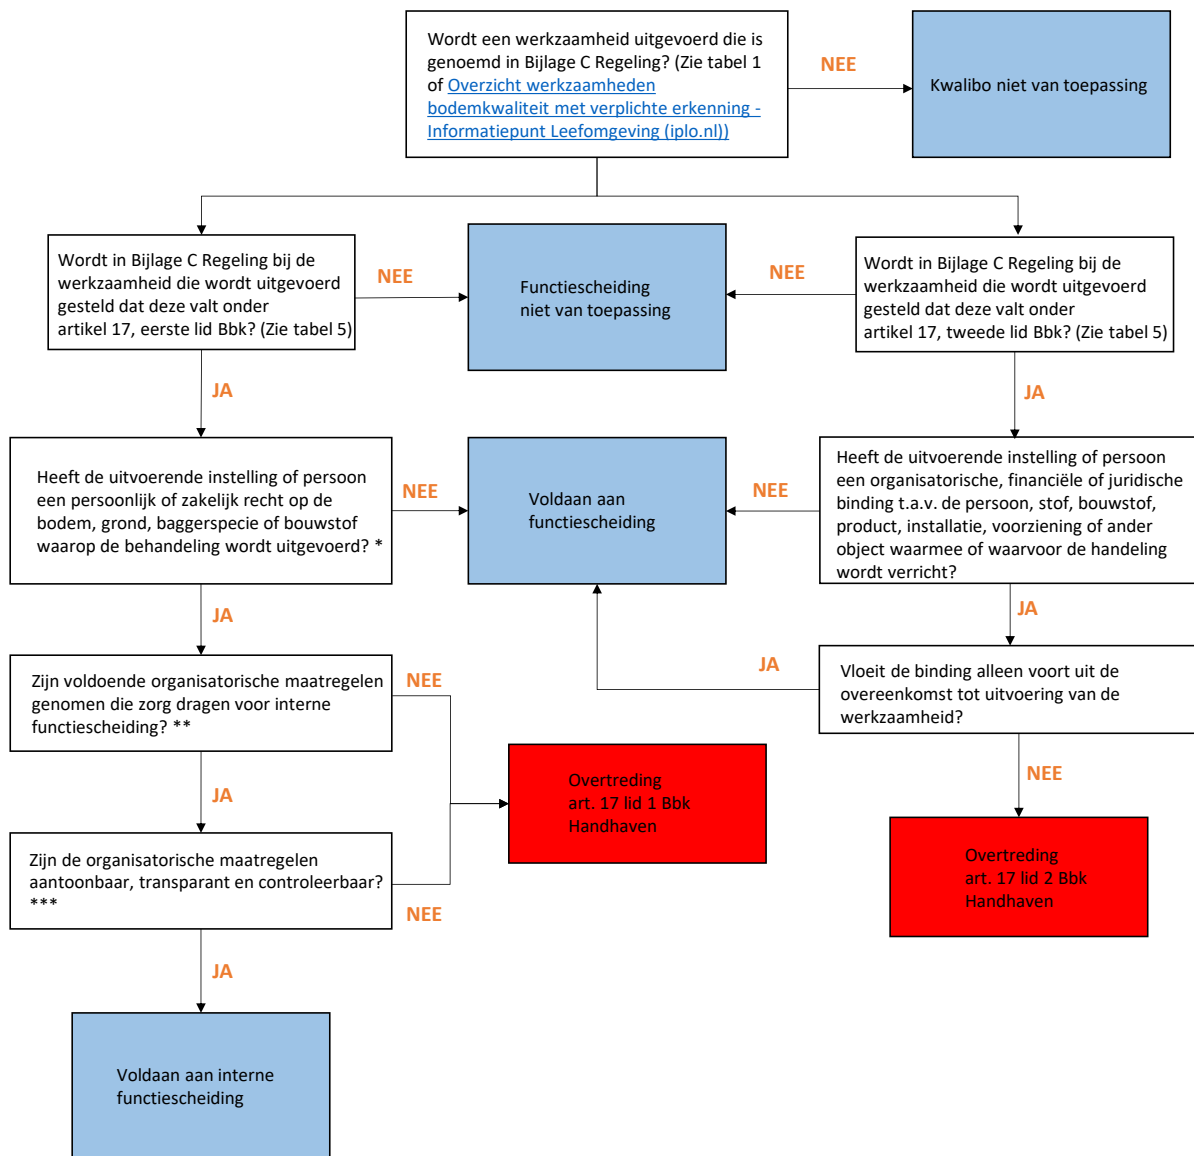 Wordt een werkzaamheid uitgevoerd die is
genoemd in Bijlage C Regeling? (Zie tabel 1
of Overzicht werkzaamheden
bodemkwaliteit met verplichte erkenning -
Informatiepunt Leefomgeving (iplo.nl))
NEE
Kwalibo niet van toepassing
Wordt in Bijlage C Regeling bij de
werkzaamheid die wordt uitgevoerd
gesteld dat deze valt onder
artikel 17, eerste lid Bbk? (Zie tabel 5)
NEE
Functiescheiding
niet van toepassing
NEE
Wordt in Bijlage C Regeling bij de
werkzaamheid die wordt uitgevoerd
gesteld dat deze valt onder
artikel 17, tweede lid Bbk? (Zie tabel 5)
JA
JA
Heeft de uitvoerende instelling of persoon
een persoonlijk of zakelijk recht op de
bodem, grond, baggerspecie of bouwstof
waarop de behandeling wordt uitgevoerd? *
NEE
Voldaan aan
functiescheiding
NEE
Heeft de uitvoerende instelling of persoon
een organisatorische, financiële of juridische
binding t.a.v. de persoon, stof, bouwstof,
product, installatie, voorziening of ander
object waarmee of waarvoor de handeling
wordt verricht?
JA
JA
Zijn voldoende organisatorische maatregelen
genomen die zorg dragen voor interne
functiescheiding? **
NEE
JA
Vloeit de binding alleen voort uit de
overeenkomst tot uitvoering van de
werkzaamheid?
JA
NEE
Overtreding
art. 17 lid 1 Bbk
Handhaven
Zijn de organisatorische maatregelen
aantoonbaar, transparant en controleerbaar?
***
NEE
Overtreding
art. 17 lid 2 Bbk
Handhaven
JA
Voldaan aan interne
functiescheiding